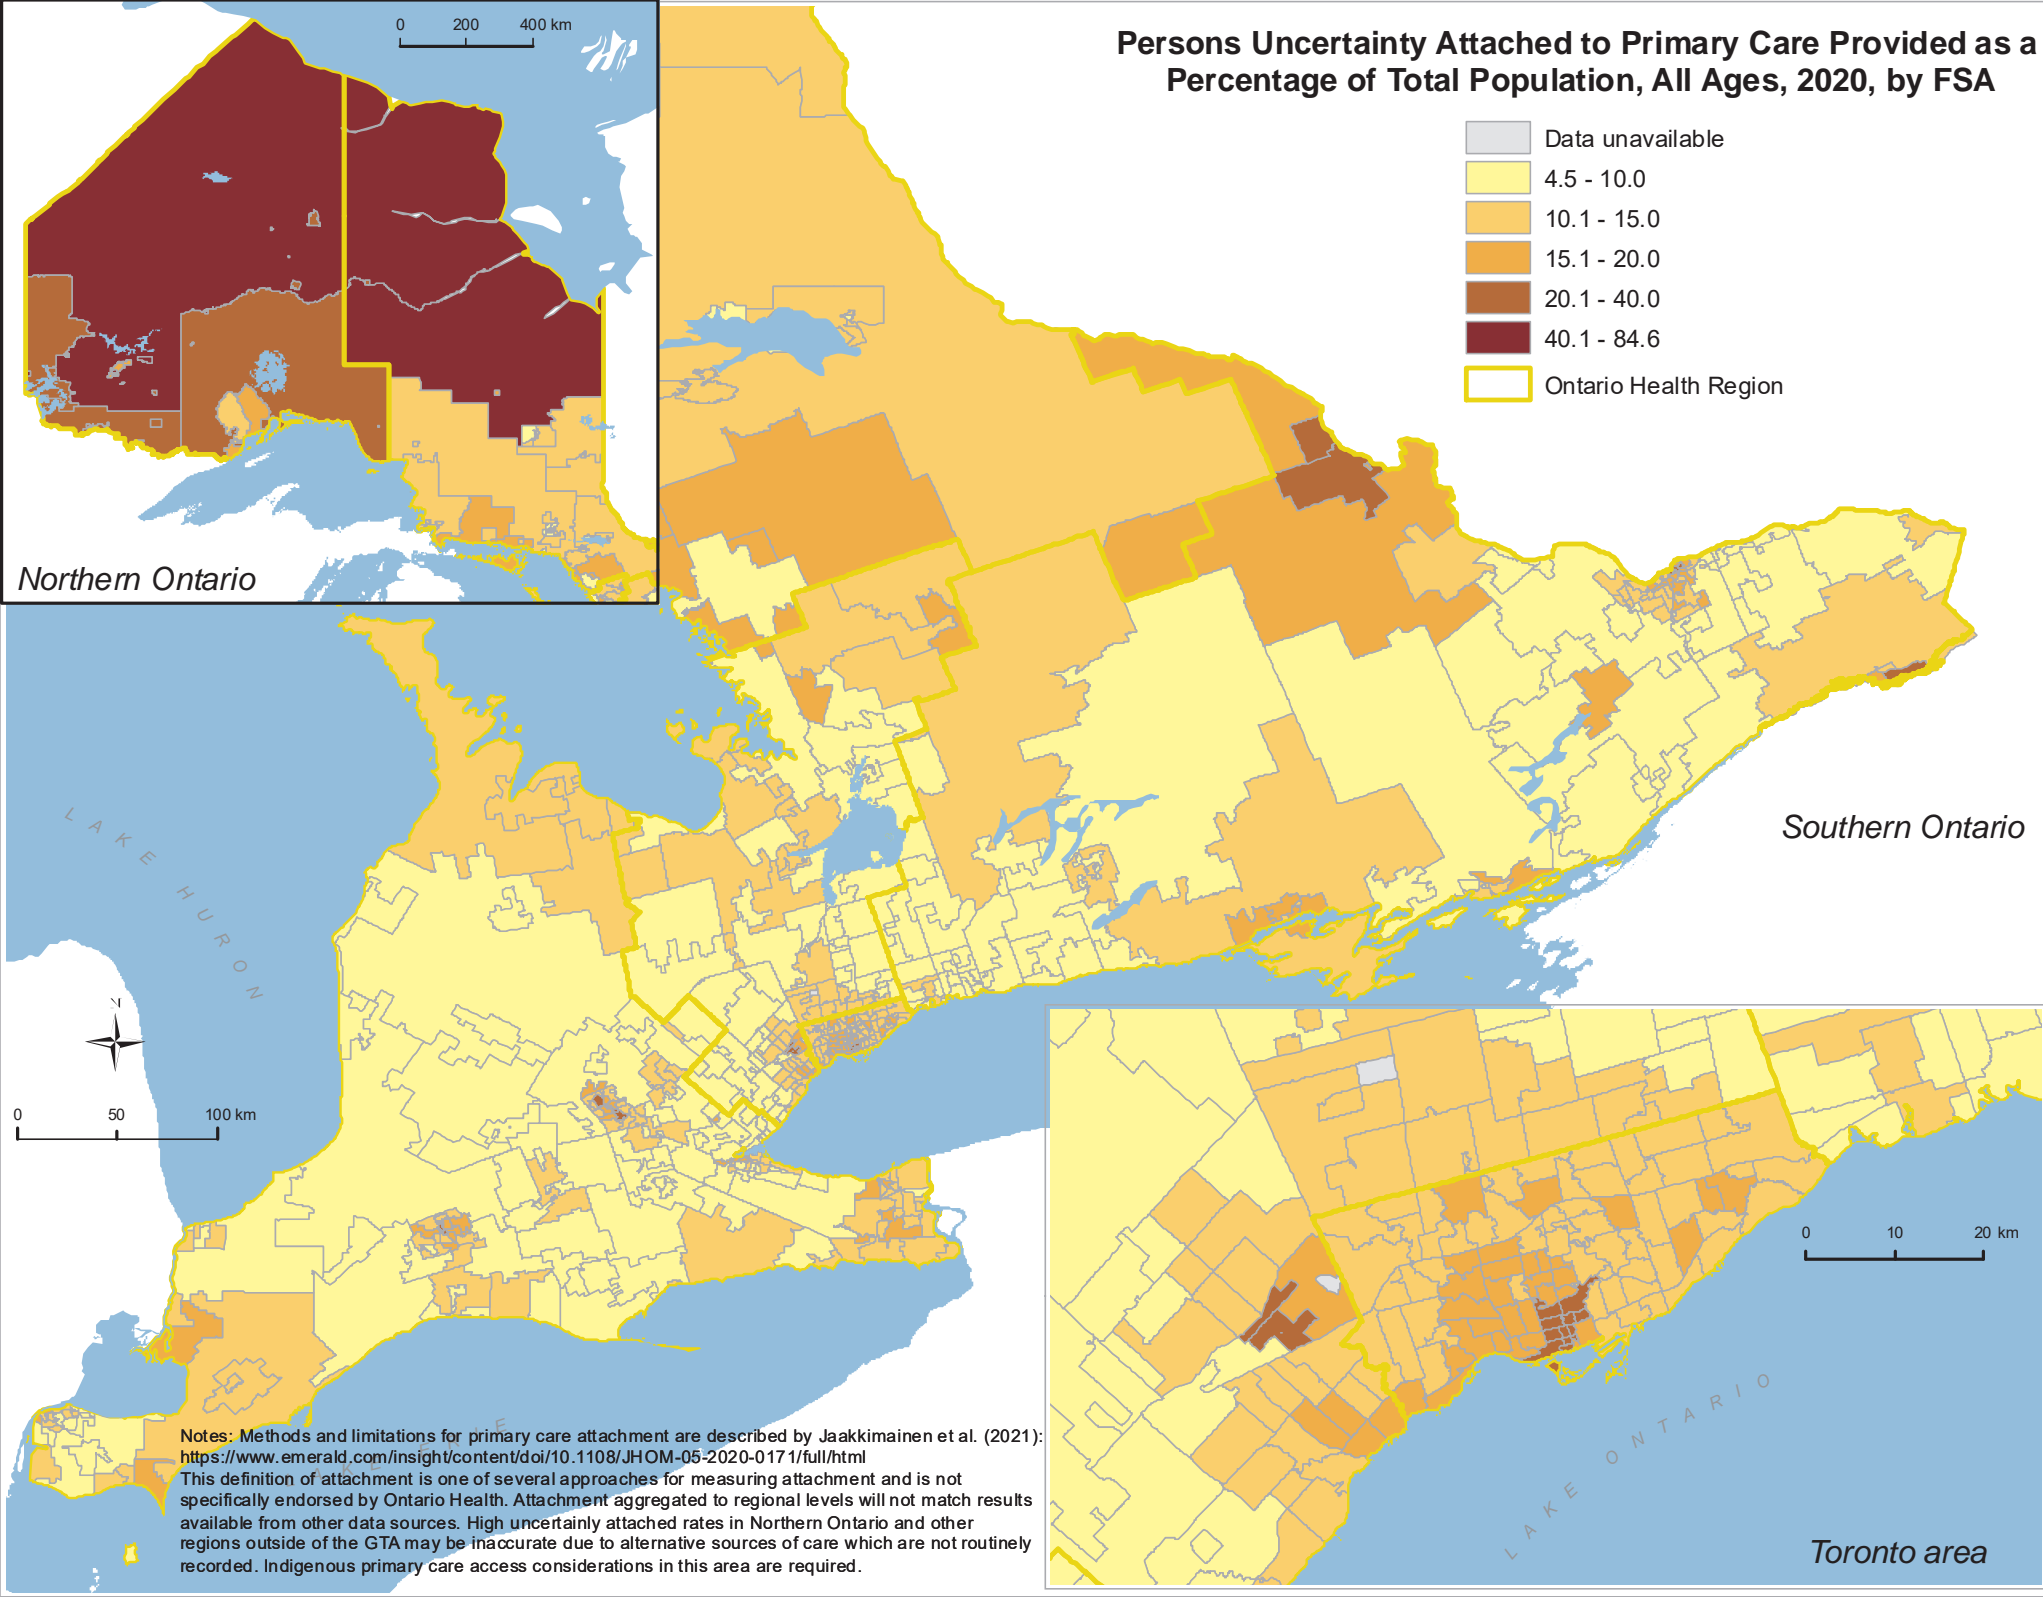 0 200 400 km
Persons Uncertainty Attached to Primary Care Provided as a
Percentage of Total Population, All Ages, 2020, by FSA
Data unavailable
4.5 - 10.0
10.1 - 15.0
15.1 - 20.0
20.1 - 40.0
40.1 - 84.6
Ontario Health Region
Northern Ontario
LAKE HURON
Southern Ontario
N
0 50 100 km
0 10 20 km
LAKE ONTARIO
Toronto area
LAKE ERIE
Notes: Methods and limitations for primary care attachment are described by Jaakkimainen et al. (2021):
https://www.emerald.com/insight/content/doi/10.1108/JHOM-05-2020-0171/full/html
This definition of attachment is one of several approaches for measuring attachment and is not
specifically endorsed by Ontario Health. Attachment aggregated to regional levels will not match results
available from other data sources. High uncertainly attached rates in Northern Ontario and other
regions outside of the GTA may be inaccurate due to alternative sources of care which are not routinely
recorded. Indigenous primary care access considerations in this area are required.